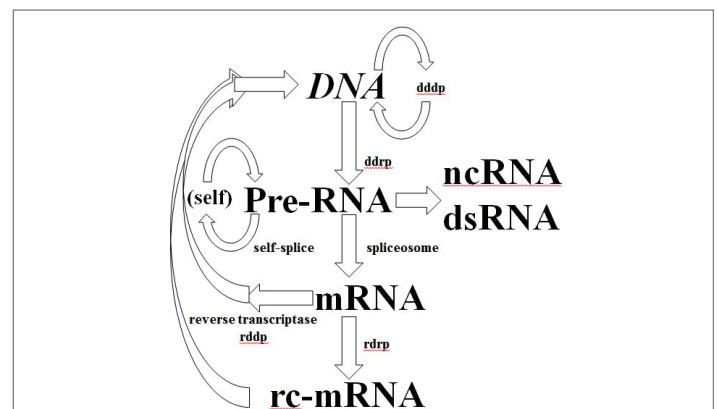 DNA
dddp
ddrp
ncRNA
(self) Pre-RNA
dsRNA
self-splice
spliceosome
mRNA
reverse transcriptase
rddp
rdrp
rc-mRNA